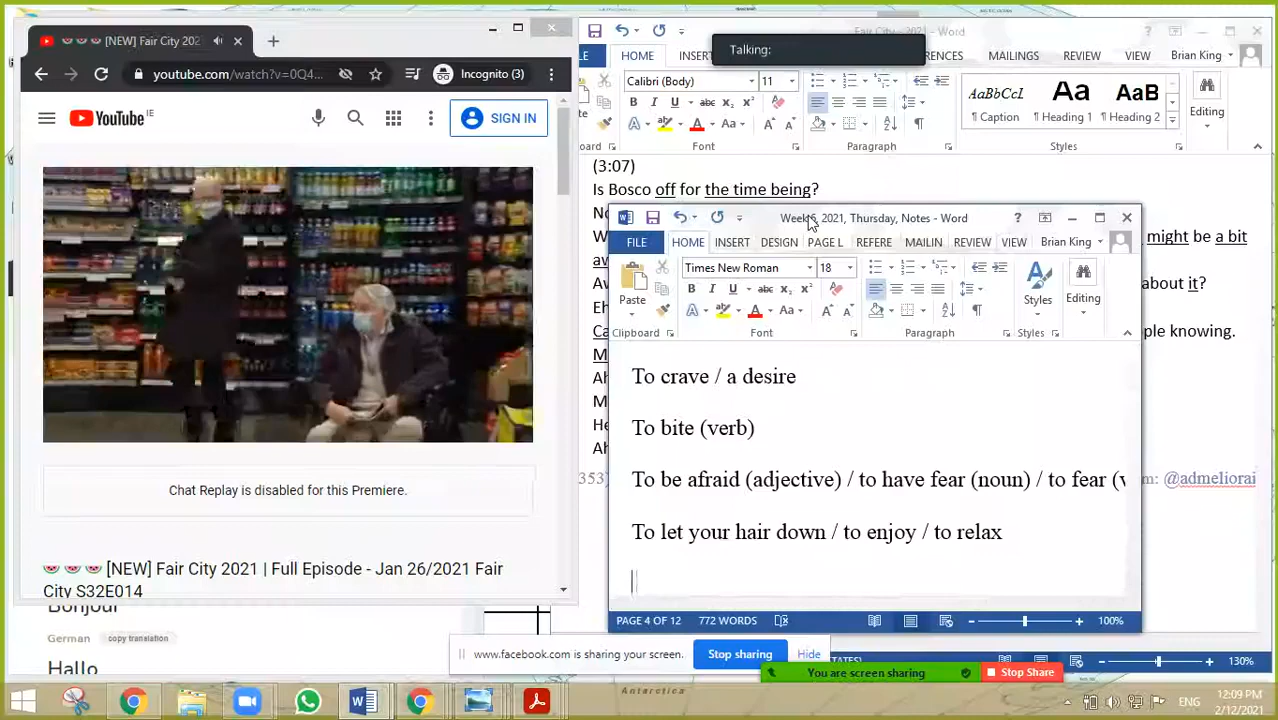 [NEW] Fair City 202
Fair City - 2021 - Word
Talking:
HOME
INSER
RENCES
MAILINGS
REVIEW
VIEW
Brian King
youtube.com/watch?v=0Q4...
Incognito (3)
Calibri (Body)
11
AaBbCcI
Aa
AaB
¶ Caption
¶ Heading 1
¶ Heading 2
Editing
Font
Paragraph
Styles
YouTube IE
SIGN IN
(3:07)
Is Bosco off for the time being?
might be a bit
about it?
ple knowing.
Week 6, 2021, Thursday, Notes - Word
FILE
HOME
INSERT
DESIGN
PAGE L
REFERE
MAILIN
REVIEW
VIEW
Brian King
Times New Roman
18
Paste
Styles
Editing
Clipboard
Font
Paragraph
Styles
To crave / a desire
To bite (verb)
To be afraid (adjective) / to have fear (noun) / to fear (v
To let your hair down / to enjoy / to relax
353)
m: @admeliorai
Chat Replay is disabled for this Premiere.
[NEW] Fair City 2021 | Full Episode - Jan 26/2021 Fair
City S32E014
Bonjour
German
copy translation
Hallo
PAGE 4 OF 12
772 WORDS
100%
www.facebook.com is sharing your screen.
Stop sharing
Hide
TATES)
130%
You are screen sharing
Stop Share
Antarctica
ENG
12:09 PM
2/12/2021